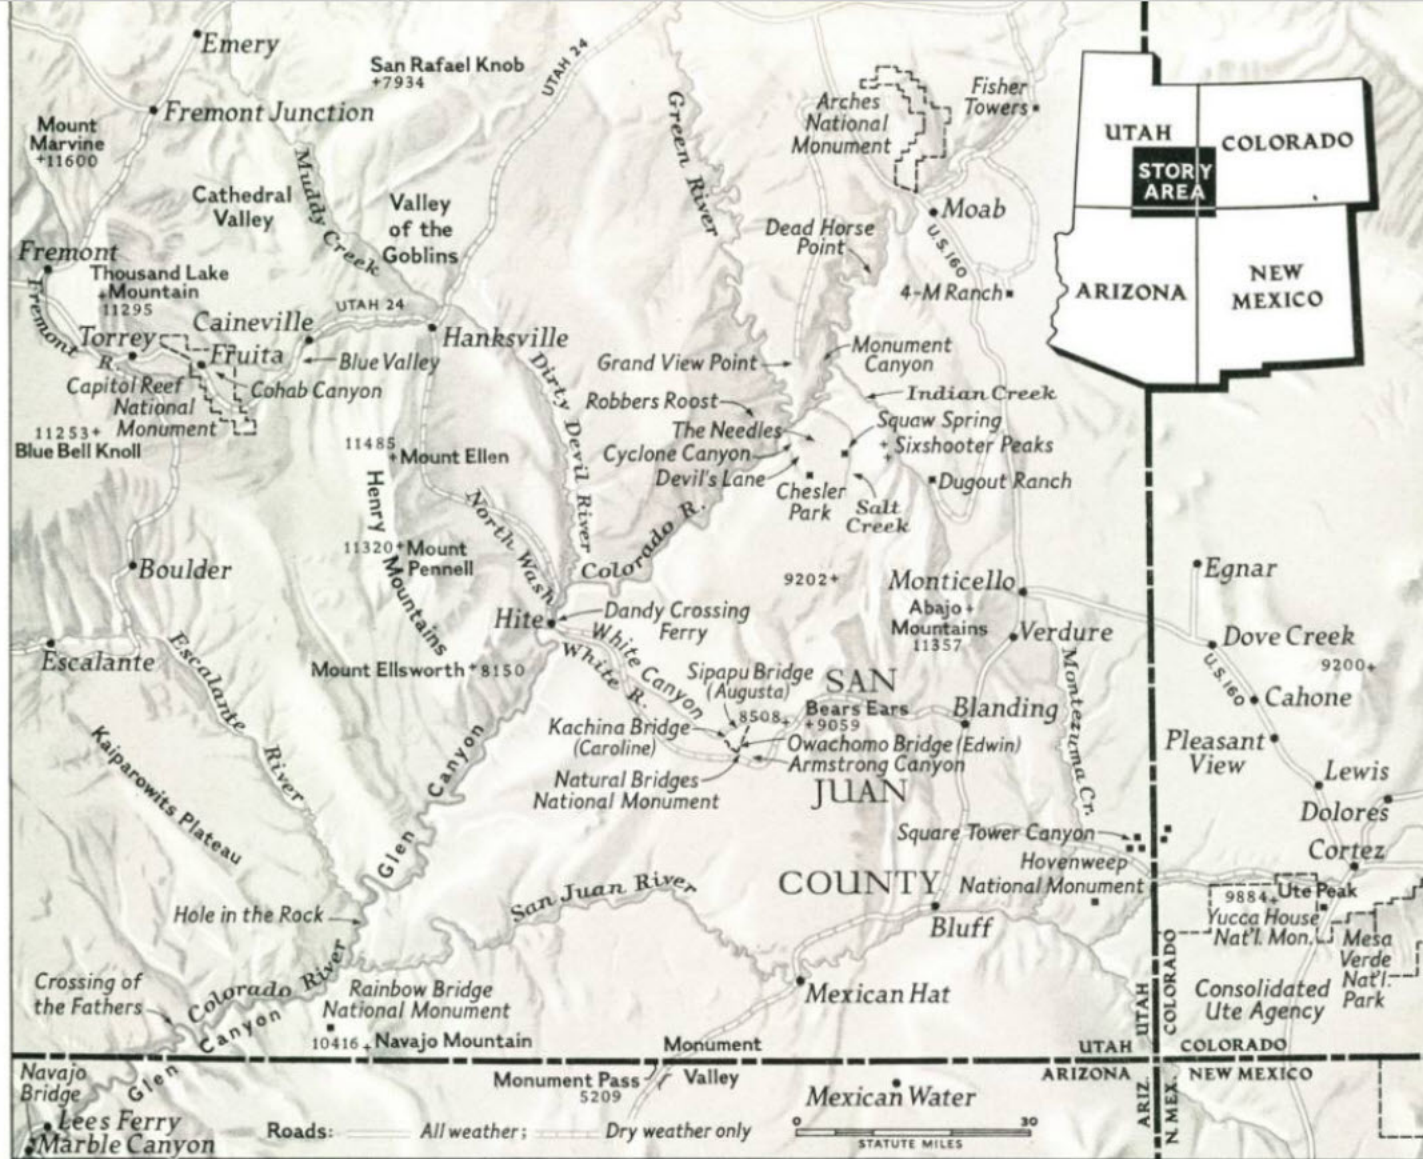 Emery
San Rafael Knob
+7934
UTAH 24
Fremont Junction
Mount
Marvine
+11600
Green River
Arches
National
Monument
Fisher
Towers
UTAH
COLORADO
STORY
AREA
ARIZONA
NEW
MEXICO
Muddy Creek
Cathedral
Valley
Valley
of the
Goblins
Moab
U.S. 160
Dead Horse
Point
4-M Ranch
Fremont
Fremont R.
Thousand Lake
+Mountain
11295
UTAH 24
Torrey
Caineville
Fruita
Hanksville
Blue Valley
Capitol Reef
National
Monument
Cohab Canyon
11253+
Blue Bell Knoll
Dirty Devil River
Grand View Point
Monument
Canyon
Robbers Roost
Indian Creek
The Needles
Squaw Spring
Cyclone Canyon
+ Sixshooter Peaks
+
Devil's Lane
Dugout Ranch
Chesler
Park
Salt
Creek
11485
+Mount Ellen
Henry Mountains
North Wash
11320+Mount
Pennell
Colorado R.
Boulder
9202+
Monticello
Egnar
Abajo+
Mountains
11357
Hite
Dandy Crossing
Ferry
Verdure
Dove Creek
White Canyon
White R.
Escalante
Escalante River
Mount Ellsworth +8150
Sipapu Bridge
(Augusta)
SAN
9200+
U.S. 160
Cahone
Montezuma Cr.
8508+
Bears Ears
+9059
Blanding
Kachina Bridge
(Caroline)
Owachomo Bridge (Edwin)
Armstrong Canyon
Pleasant
View
Kaiparowits Plateau
Glen Canyon
Natural Bridges
National Monument
JUAN
Lewis
Dolores
Square Tower Canyon
Cortez
Hovenweep
National Monument
COUNTY
San Juan River
9884+ Ute Peak
Yucca House
Nat'l. Mon.
Hole in the Rock
Bluff
Mesa
Verde
Nat'l.
Park
Colorado River
Crossing of
the Fathers
Rainbow Bridge
National Monument
Mexican Hat
Consolidated
Ute Agency
UTAH
COLORADO
Glen Canyon
10416+ Navajo Mountain
Monument
Valley
UTAH
COLORADO
ARIZONA
NEW MEXICO
Navajo
Bridge
Monument Pass
5209
Mexican Water
ARIZ.
N. MEX.
Lees Ferry
Marble Canyon
Roads: All weather; Dry weather only
0 30
STATUTE MILES